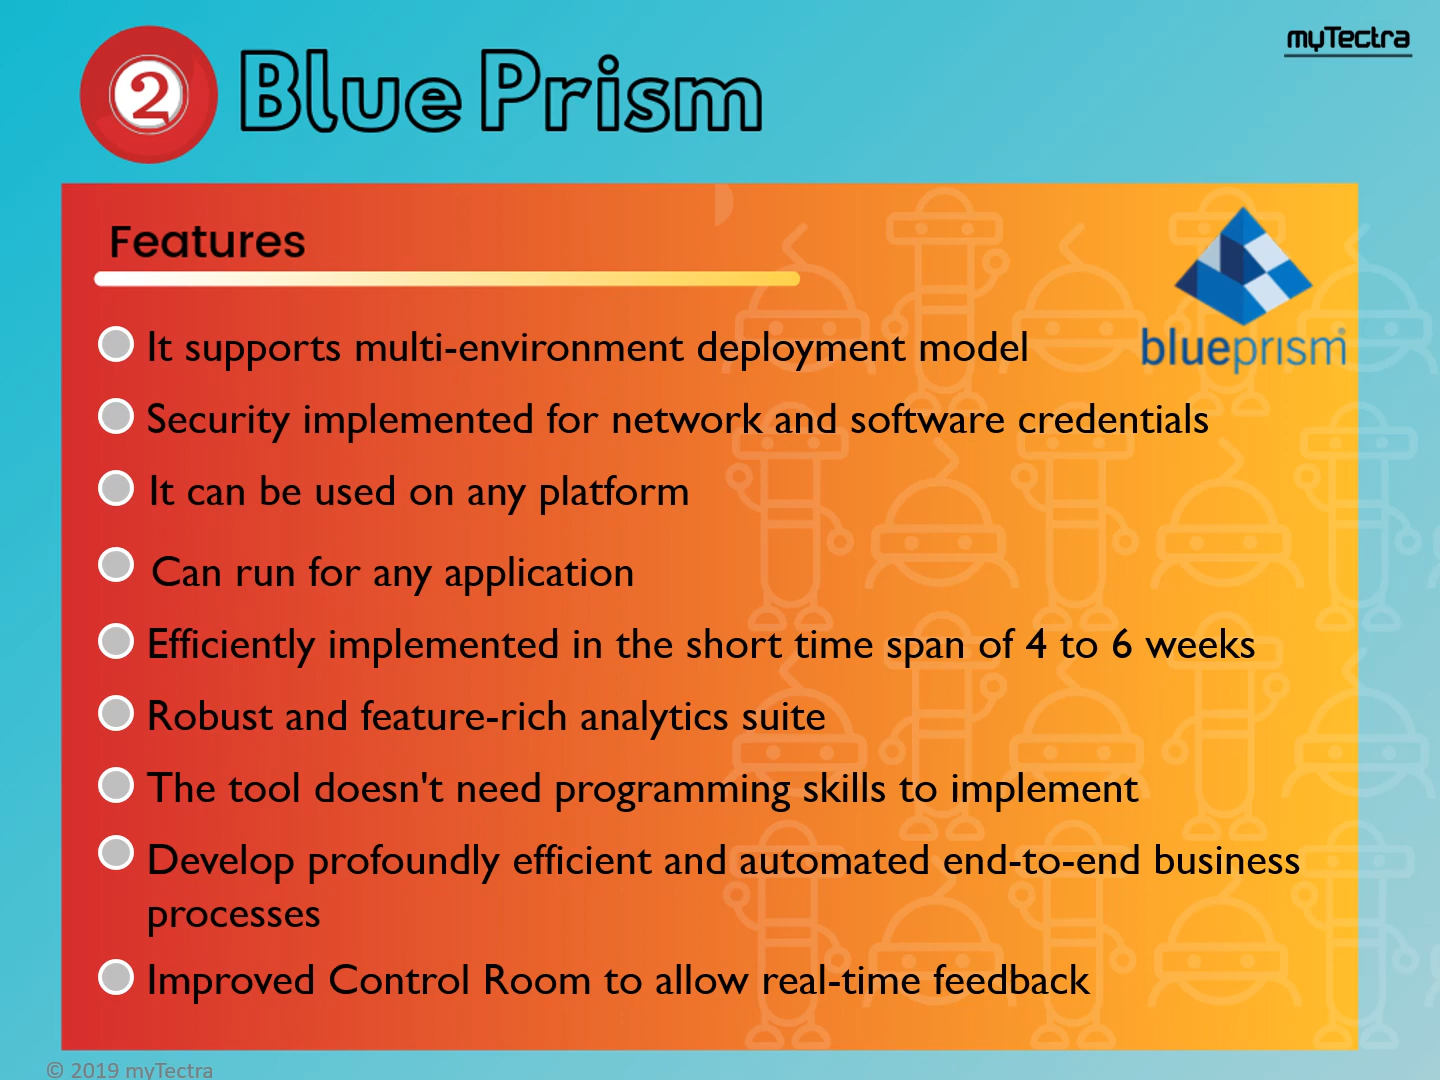 2 Blue Prism
myTectra
Features
blueprism
It supports multi-environment deployment model
Security implemented for network and software credentials
It can be used on any platform
Can run for any application
Efficiently implemented in the short time span of 4 to 6 weeks
Robust and feature-rich analytics suite
The tool doesn't need programming skills to implement
Develop profoundly efficient and automated end-to-end business
processes
Improved Control Room to allow real-time feedback
© 2019 myTectra